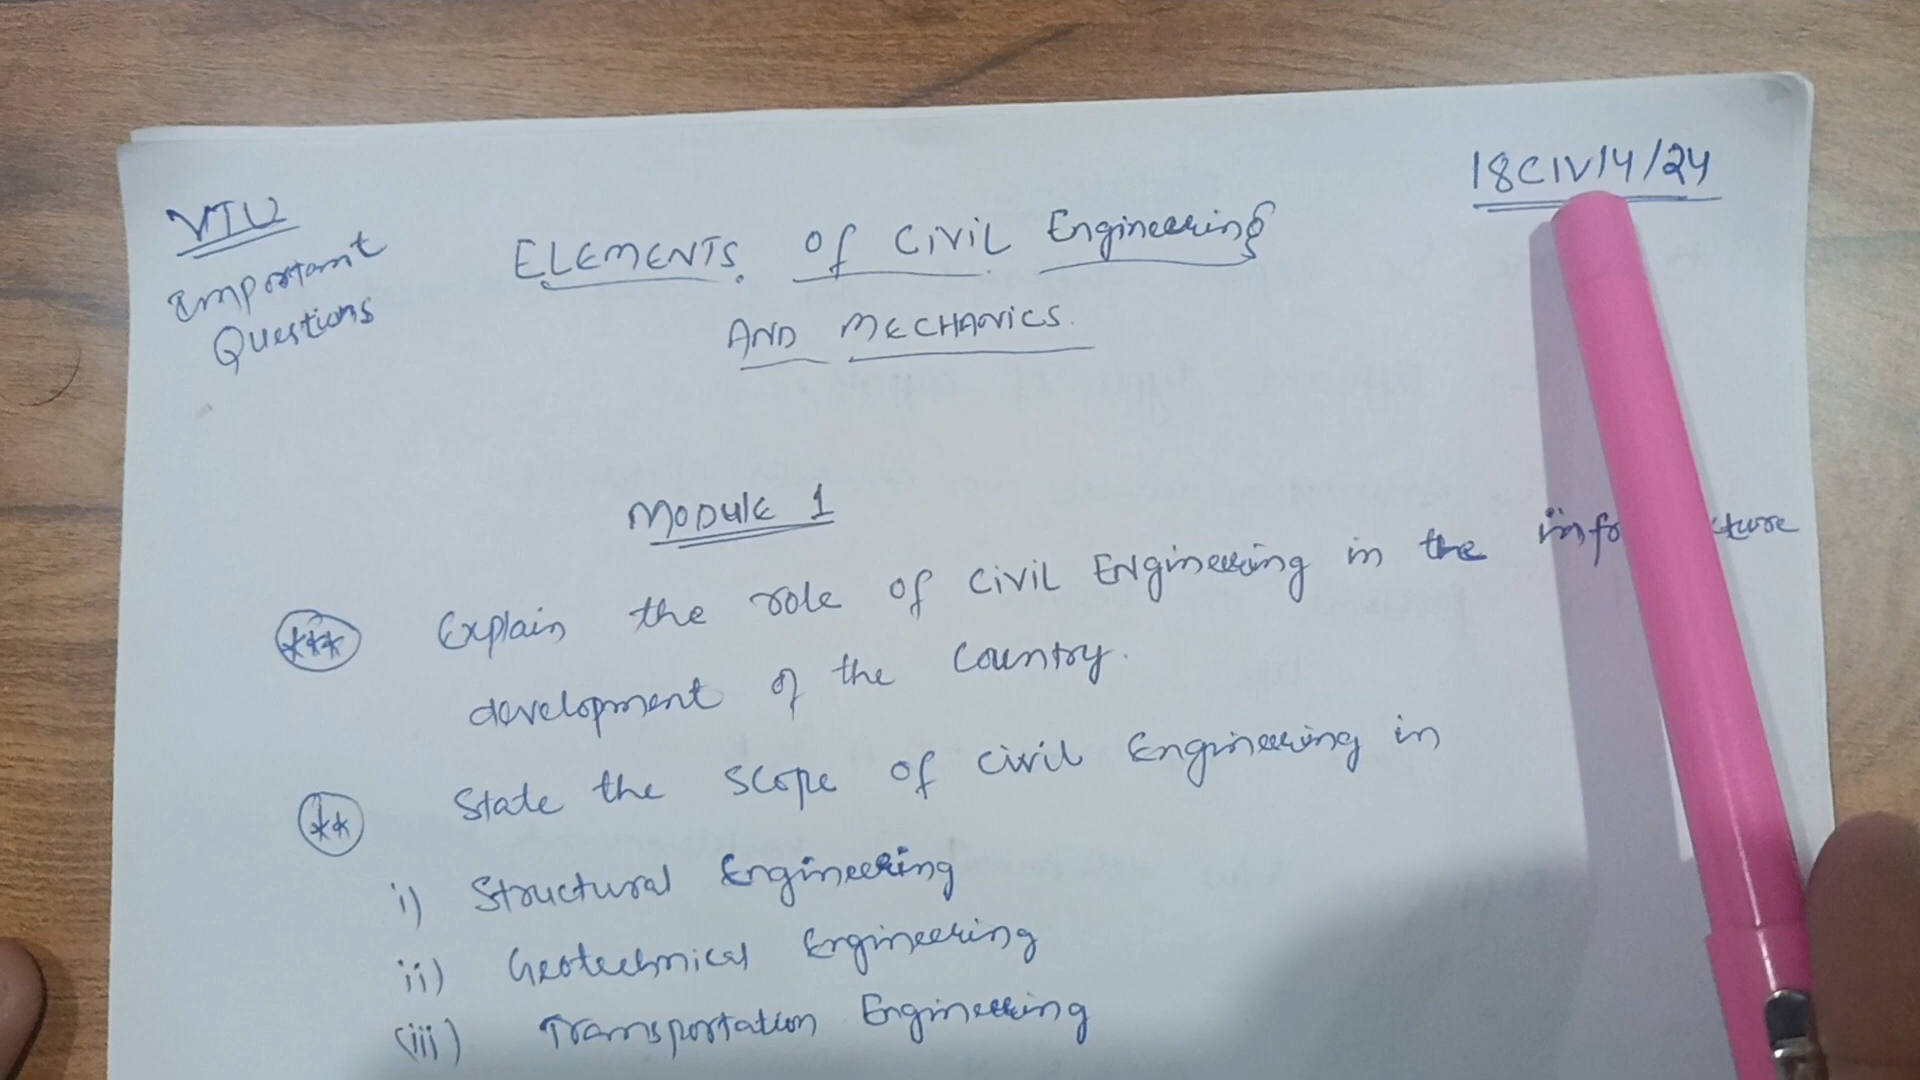 VTU
Important
Questions
18CIV14/24
ELEMENTS of CIVIL Engineering
AND MECHANICS.
MODULE 1
*** Explain the role of CIVIL Engineering in the
development of the Country.
** State the Scope of civil Engineering in
i) Structural Engineering
ii) Geotechnical Engineering
(iii) Transportation Engineering